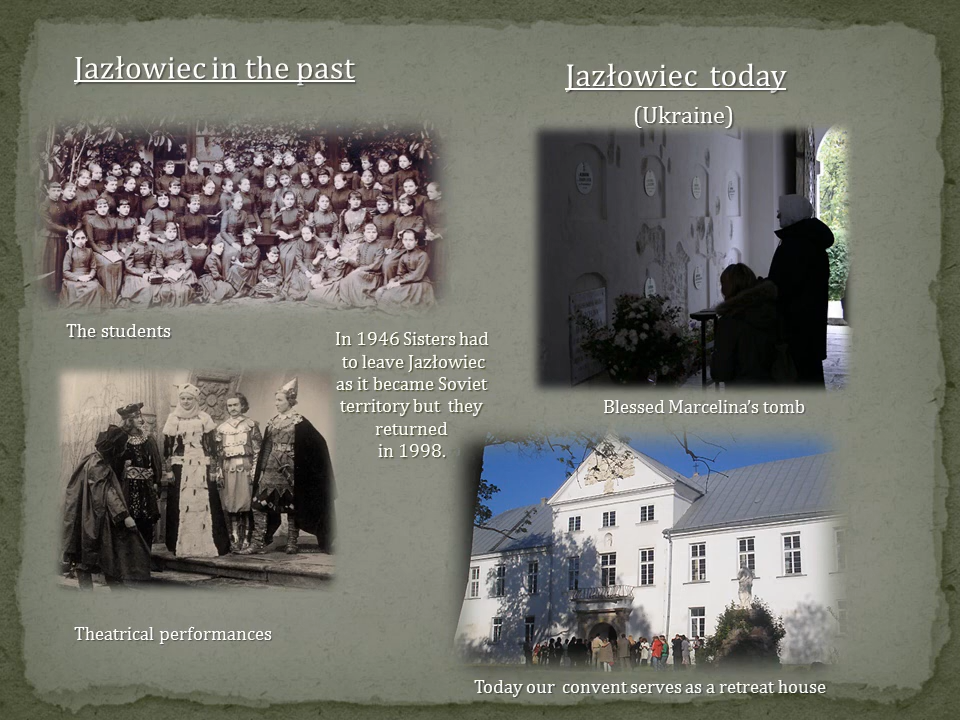 Jazłowiec in the past
The students
In 1946 Sisters had
to leave Jazłowiec
as it became Soviet
territory but they
returned
in 1998.
Theatrical performances
Jazłowiec today
(Ukraine)
Blessed Marcelina’s tomb
Today our convent serves as a retreat house